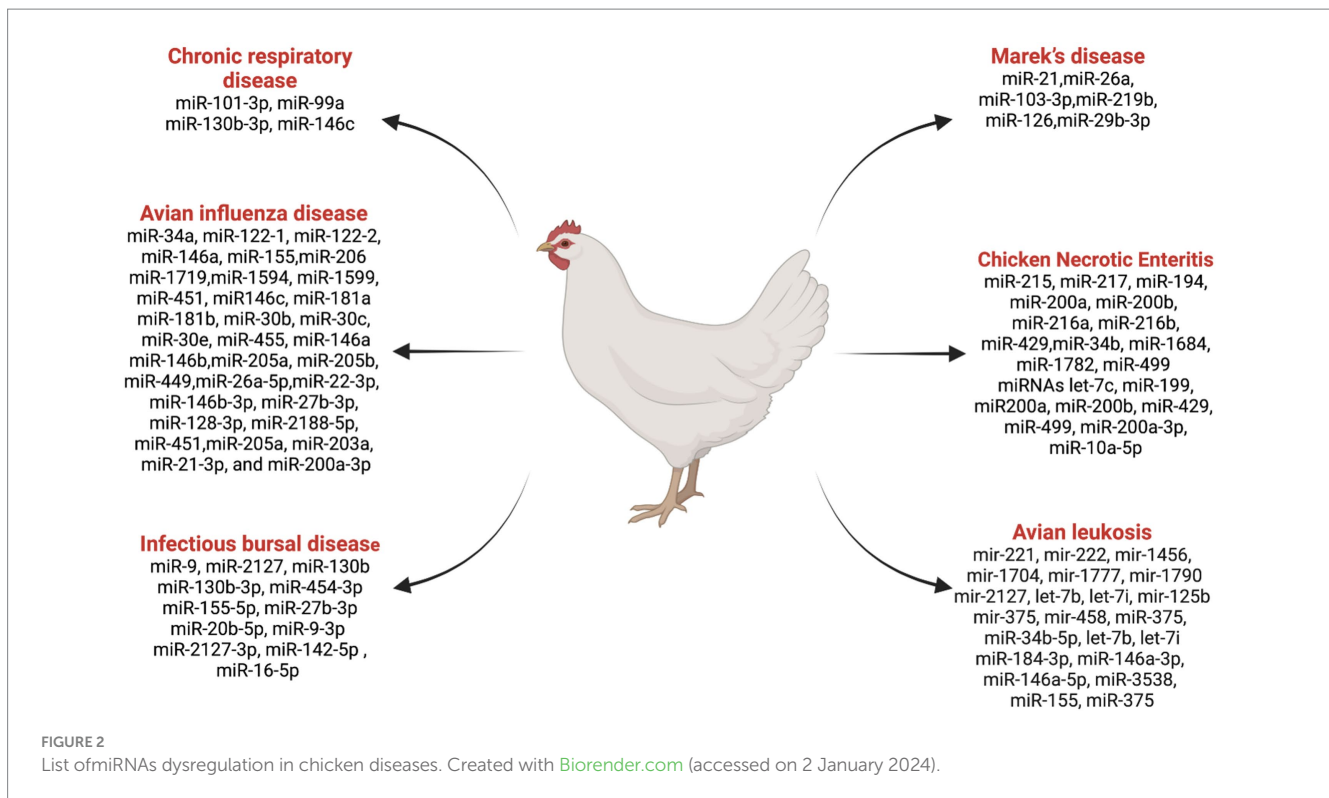 Chronic respiratory
disease
miR-101-3p, miR-99a
miR-130b-3p, miR-146c
Avian influenza disease
miR-34a, miR-122-1, miR-122-2,
miR-146a, miR-155,miR-206
miR-1719,miR-1594, miR-1599,
miR-451, miR146c, miR-181a
miR-181b, miR-30b, miR-30c,
miR-30e, miR-455, miR-146a
miR-146b,miR-205a, miR-205b,
miR-449,miR-26a-5p,miR-22-3p,
miR-146b-3p, miR-27b-3p,
miR-128-3p, miR-2188-5p,
miR-451,miR-205a, miR-203a,
miR-21-3p, and miR-200a-3p
Infectious bursal disease
miR-9, miR-2127, miR-130b
miR-130b-3p, miR-454-3p
miR-155-5p, miR-27b-3p
miR-20b-5p, miR-9-3p
miR-2127-3p, miR-142-5p ,
miR-16-5p
Marek's disease
miR-21,miR-26a,
miR-103-3p,miR-219b,
miR-126,miR-29b-3p
Chicken Necrotic Enteritis
miR-215, miR-217, miR-194,
miR-200a, miR-200b,
miR-216a, miR-216b,
miR-429,miR-34b, miR-1684,
miR-1782, miR-499
miRNAs let-7c, miR-199,
miR200a, miR-200b, miR-429,
miR-499, miR-200a-3p,
miR-10a-5p
Avian leukosis
mir-221, mir-222, mir-1456,
mir-1704, mir-1777, mir-1790
mir-2127, let-7b, let-7i, mir-125b
mir-375, mir-458, miR-375,
miR-34b-5p, let-7b, let-7i
miR-184-3p, miR-146a-3p,
miR-146a-5p, miR-3538,
miR-155, miR-375
FIGURE 2
List ofmiRNAs dysregulation in chicken diseases. Created with Biorender.com (accessed on 2 January 2024).